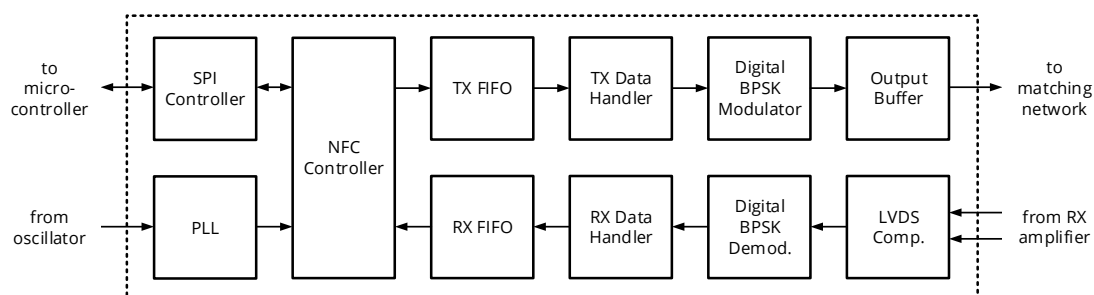 to
micro-
controller
SPI
Controller
NFC
Controller
TX FIFO
TX Data
Handler
Digital
BPSK
Modulator
Output
Buffer
to
matching
network
from
oscillator
PLL
RX FIFO
RX Data
Handler
Digital
BPSK
Demod.
LVDS
Comp.
from RX
amplifier